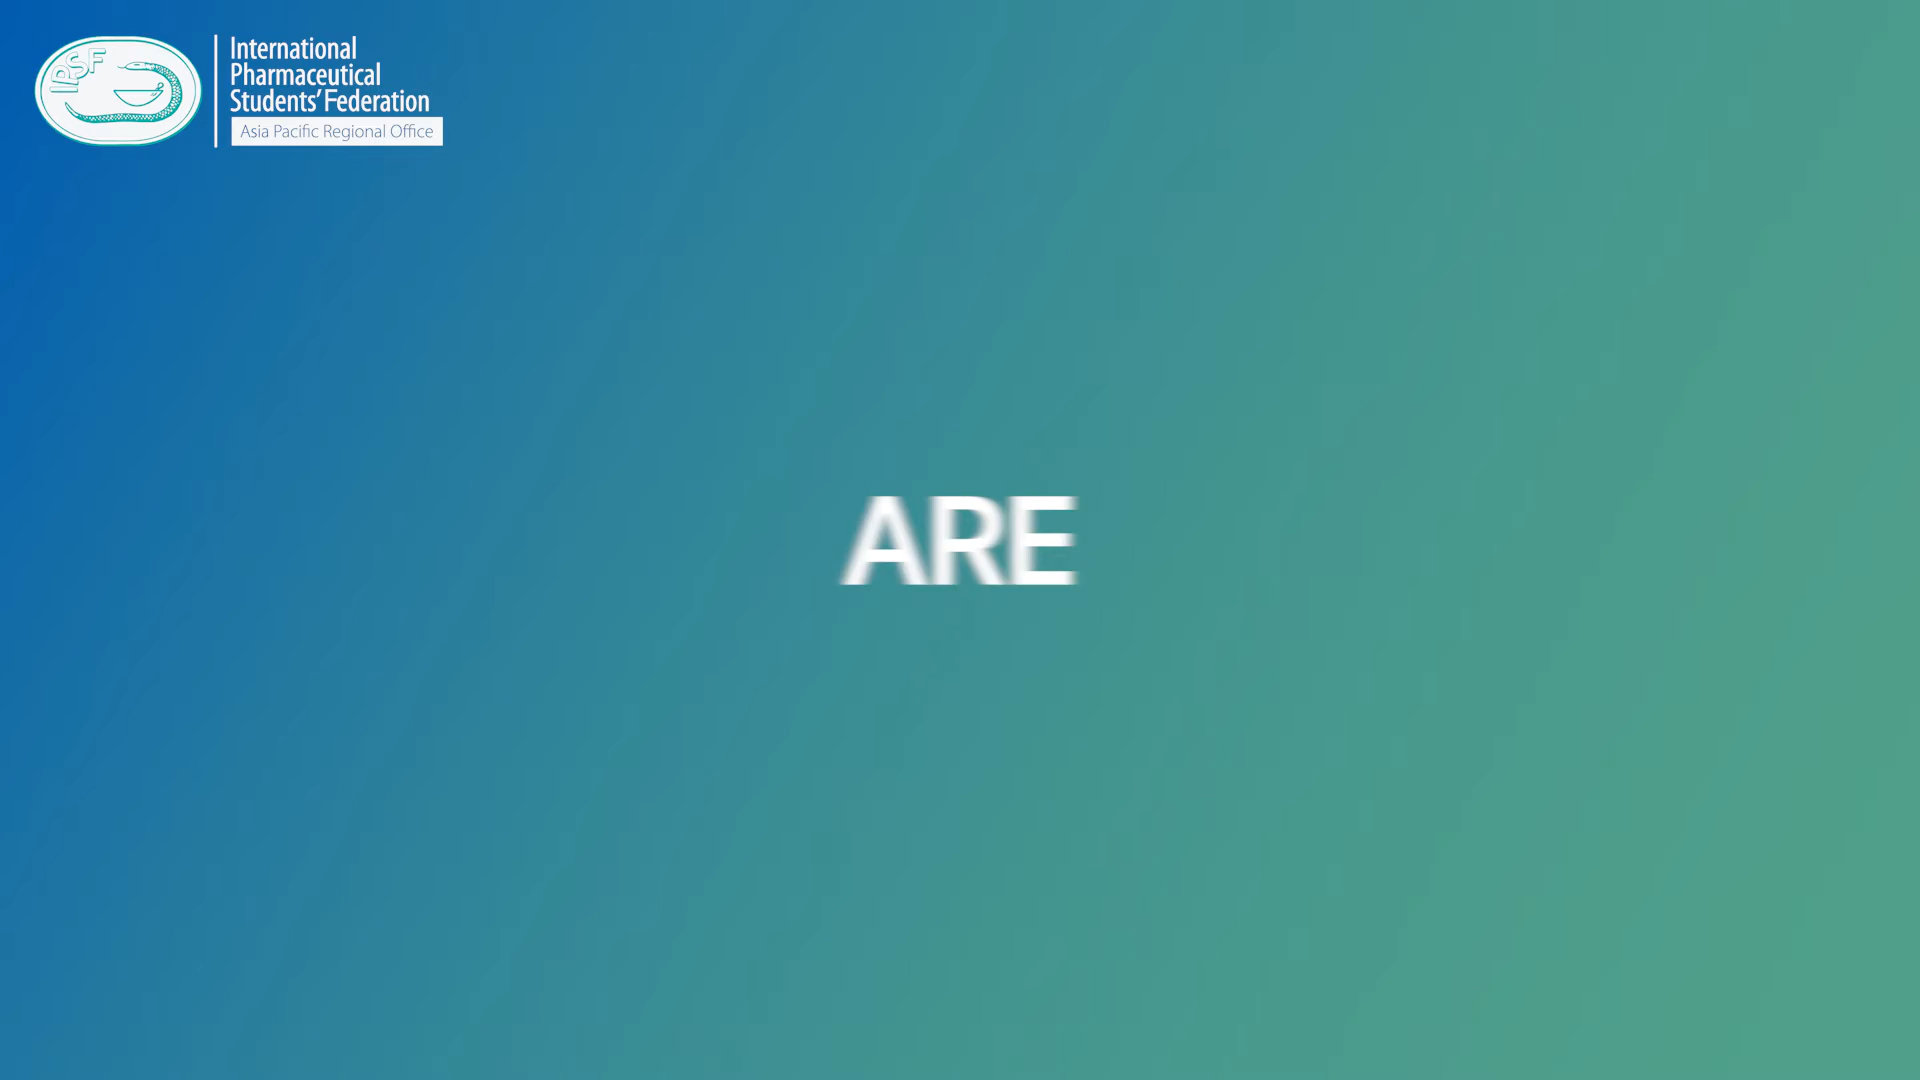 IPSF
International
Pharmaceutical
Students' Federation
Asia Pacific Regional Office
ARE